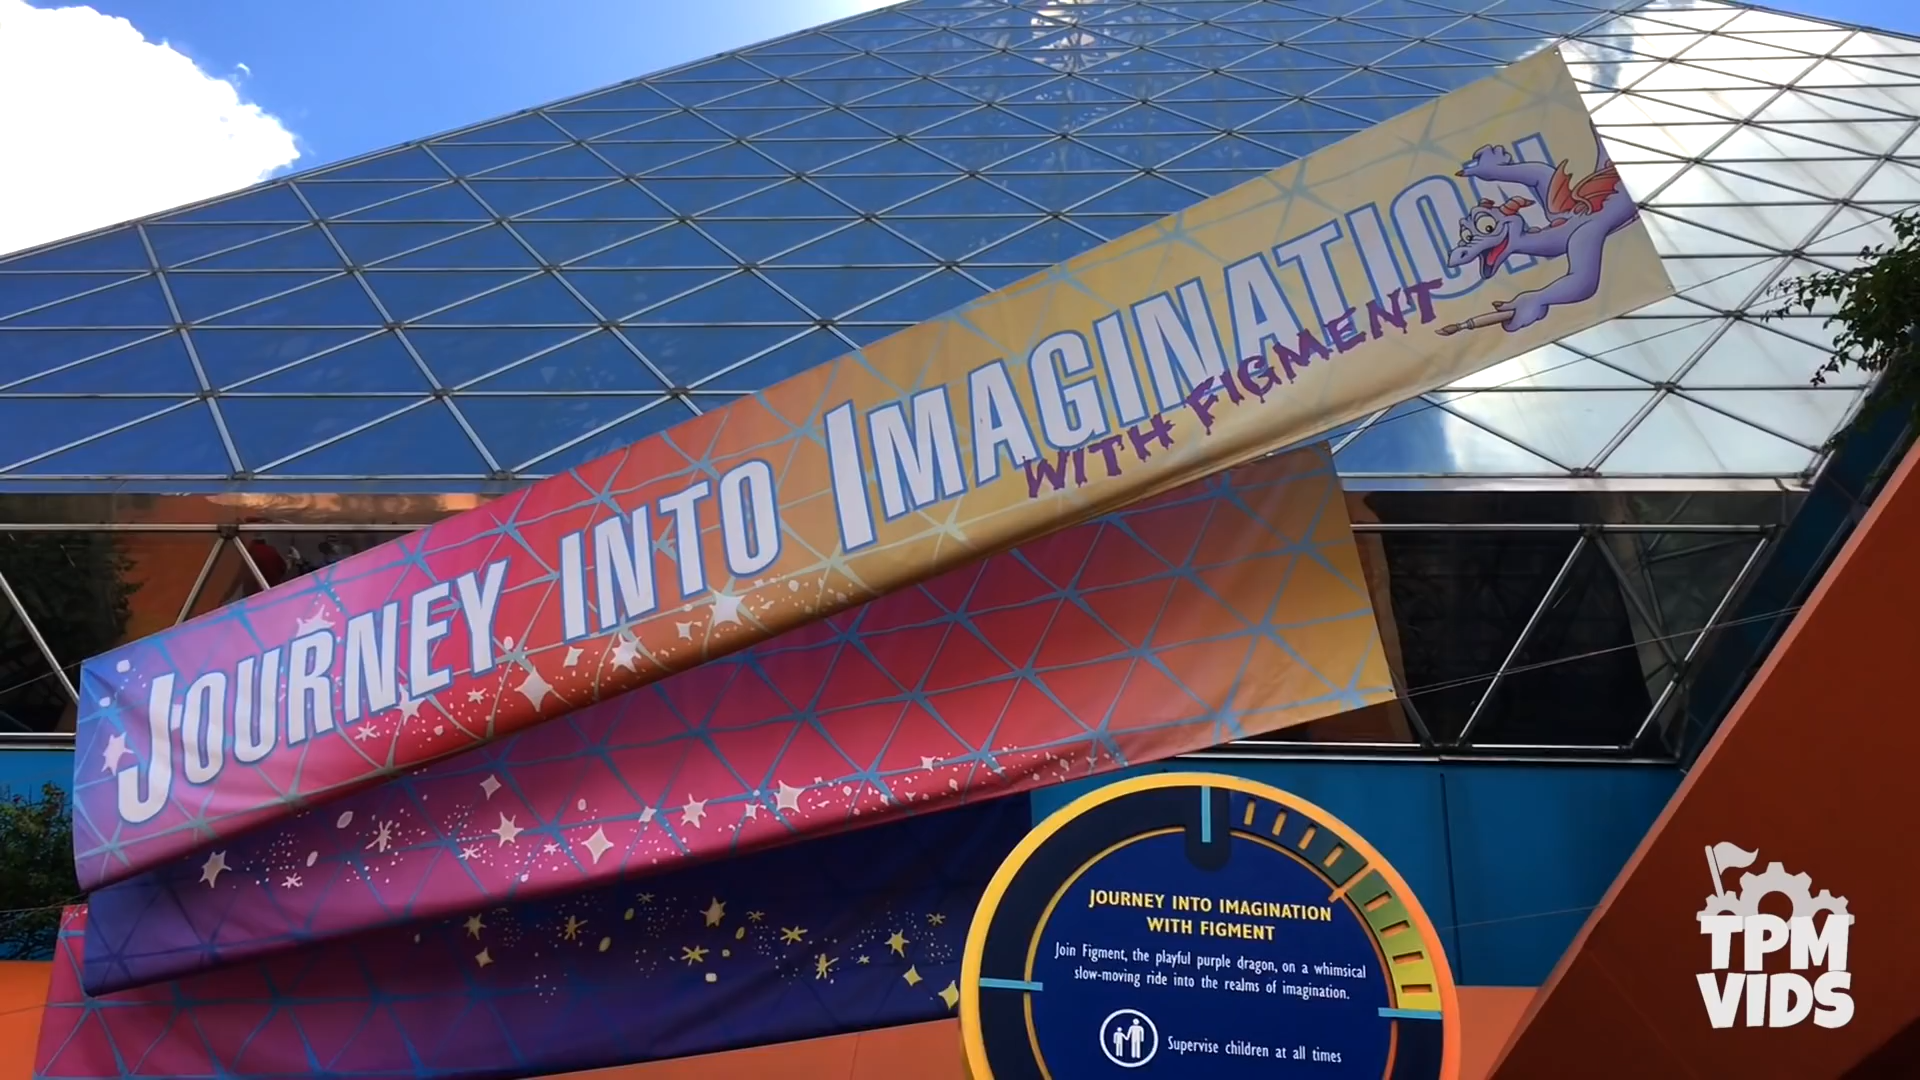 JOURNEY INTO IMAGINATION
WITH FIGMENT
JOURNEY INTO IMAGINATION
WITH FIGMENT
Join Figment, the playful purple dragon, on a whimsical
slow-moving ride into the realms of imagination.
Supervise children at all times
TPM
VIDS